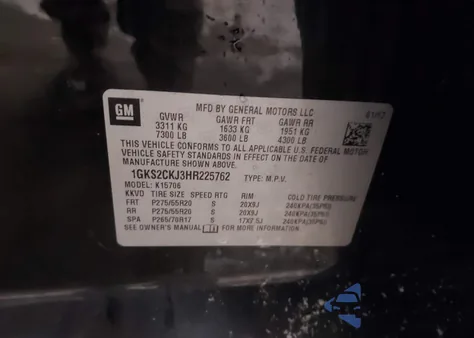 GM
MFD BY GENERAL MOTORS LLC
GVWR GAWR FRT GAWR RR
3311 KG 1633 KG 1951 KG
7300 LB 3600 LB 4300 LB
THIS VEHICLE CONFORMS TO ALL APPLICABLE U.S. FEDERAL MOTOR
VEHICLE SAFETY STANDARDS IN EFFECT ON THE DATE OF MANUFACTURE
SHOWN ABOVE.
1GKS2CKJ3HR225762 TYPE: M.P.V.
MODEL: K15706
KKVD TIRE SIZE SPEED RTG RIM COLD TIRE PRESSURE
FRT P275/55R20 S 20X9J 240KPA(35PSI)
RR P275/55R20 S 20X9J 240KPA(35PSI)
SPA P265/70R17 S 17X7.5J 240KPA(35PSI)
SEE OWNER'S MANUAL FOR MORE INFORMATION.